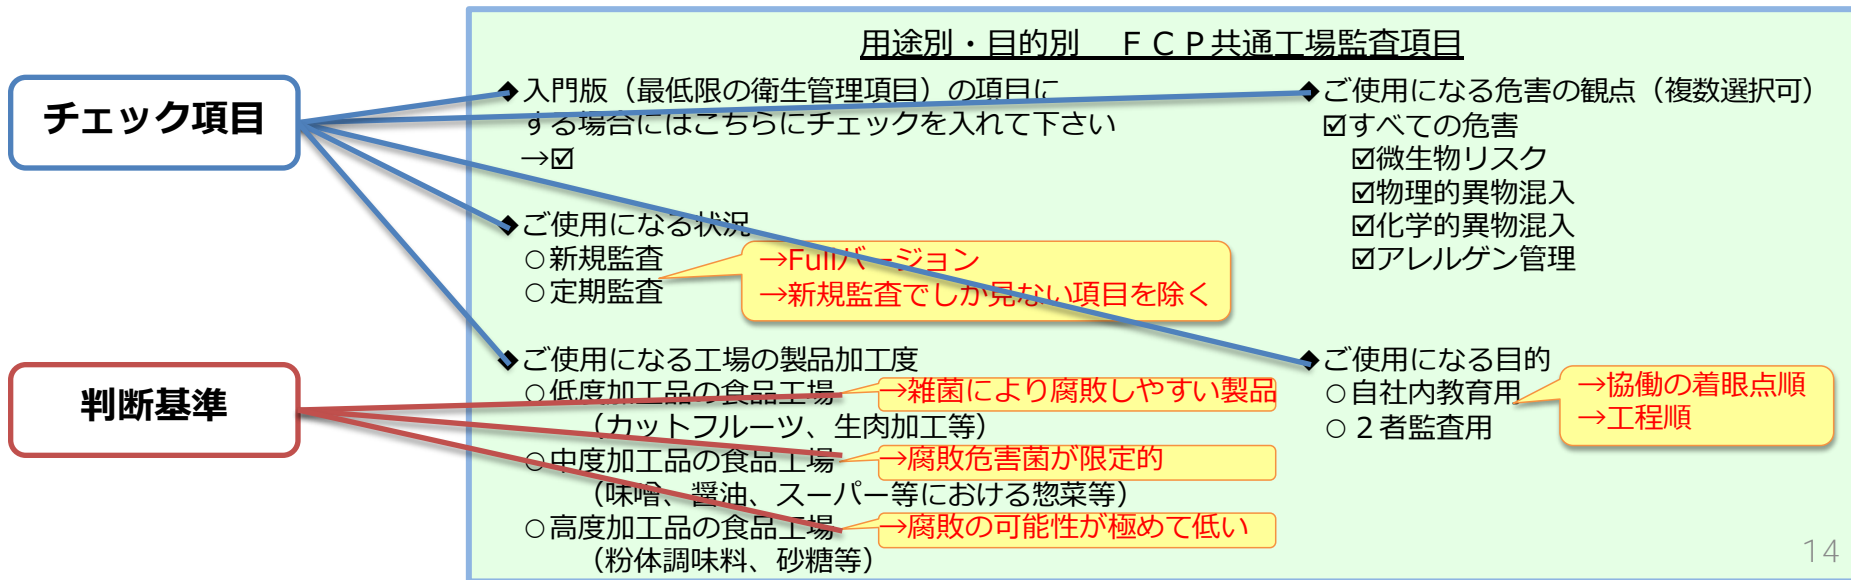 用途別・目的別　ＦＣＰ共通工場監査項目
チェック項目
判断基準
◆入門版（最低限の衛生管理項目）の項目に
する場合にはこちらにチェックを入れて下さい
→☑
◆ご使用になる状況
○新規監査
○定期監査
→Fullバージョン
→新規監査でしか見ない項目を除く
◆ご使用になる工場の製品加工度
○低度加工品の食品工場
→雑菌により腐敗しやすい製品
（カットフルーツ、生肉加工等）
○中度加工品の食品工場
→腐敗危害菌が限定的
（味噌、醤油、スーパー等における惣菜等）
○高度加工品の食品工場
→腐敗の可能性が極めて低い
（粉体調味料、砂糖等）
◆ご使用になる危害の観点（複数選択可）
☑すべての危害
☑微生物リスク
☑物理的異物混入
☑化学的異物混入
☑アレルゲン管理
◆ご使用になる目的
○自社内教育用
○２者監査用
→協働の着眼点順
→工程順
14